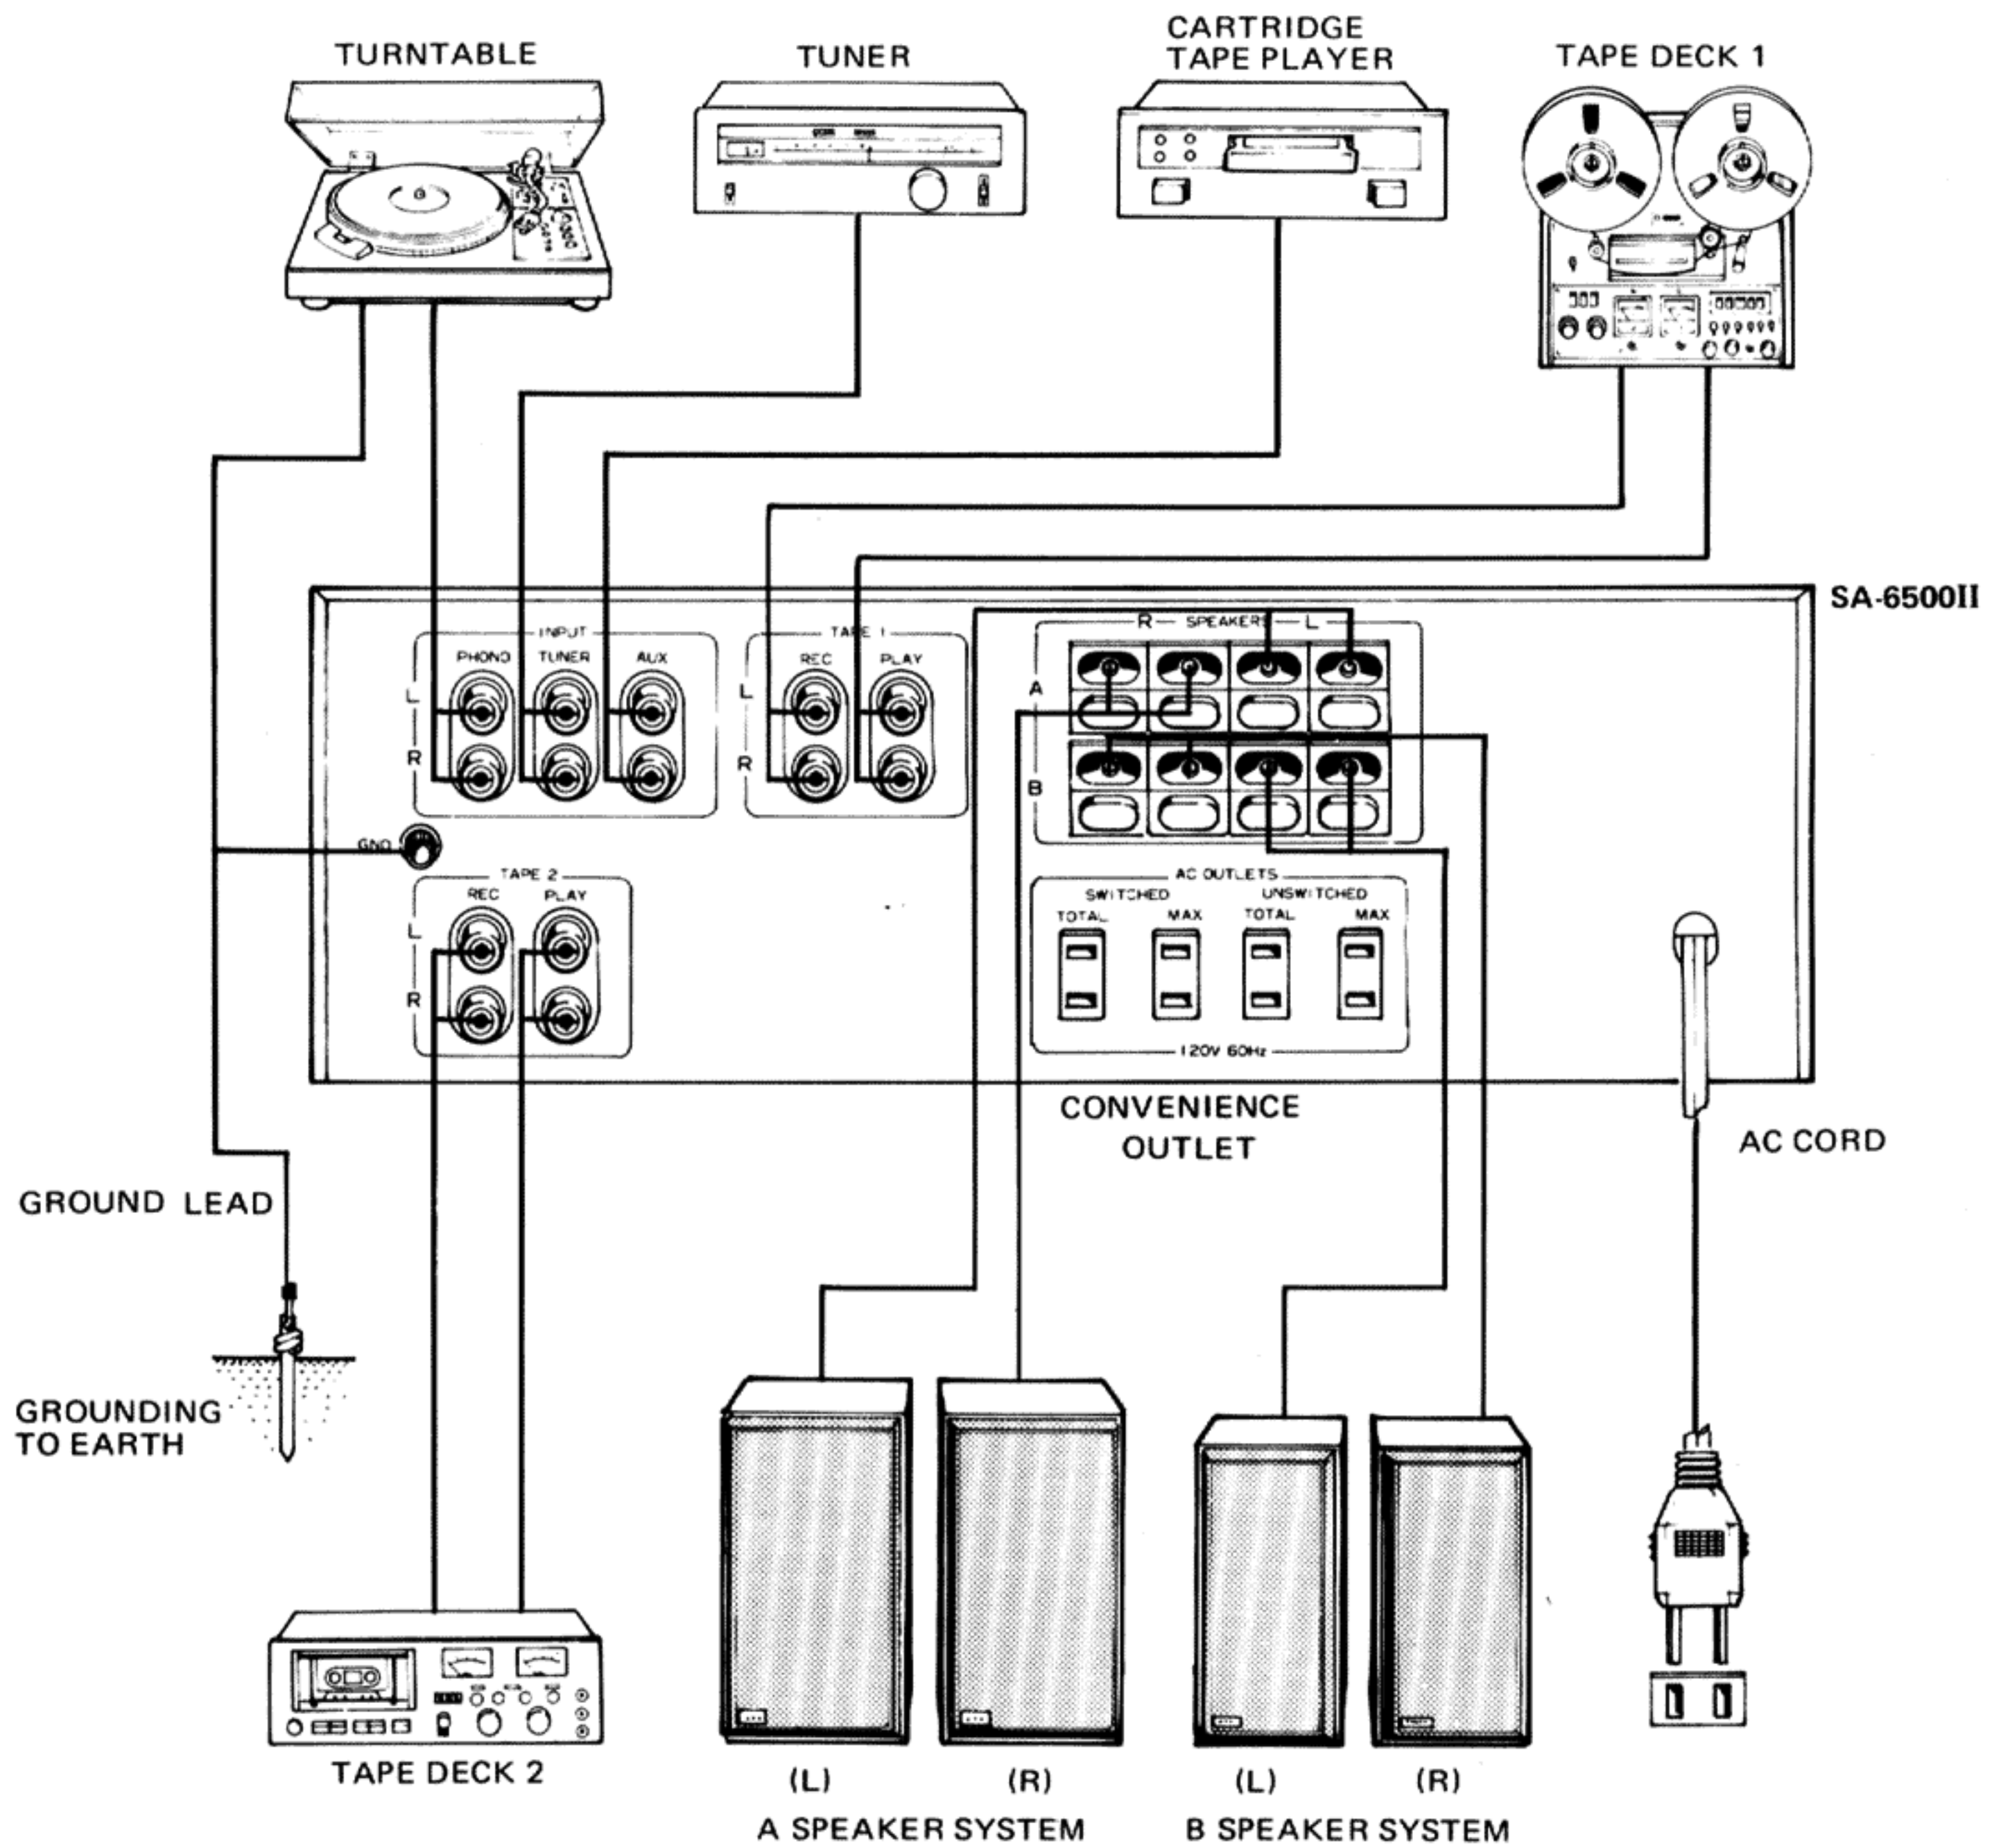 TURNTABLE
TUNER
CARTRIDGE
TAPE PLAYER
TAPE DECK 1
SA-6500II
INPUT
PHONO TUNER AUX
L
R
TAPE 1
REC PLAY
L
R
R SPEAKERS L
A
B
GND
TAPE 2
REC PLAY
L
R
AC OUTLETS
SWITCHED UNSWITCHED
TOTAL MAX TOTAL MAX
120V 60Hz
CONVENIENCE
OUTLET
AC CORD
GROUND LEAD
GROUNDING
TO EARTH
TAPE DECK 2
(L) (R) (L) (R)
A SPEAKER SYSTEM B SPEAKER SYSTEM